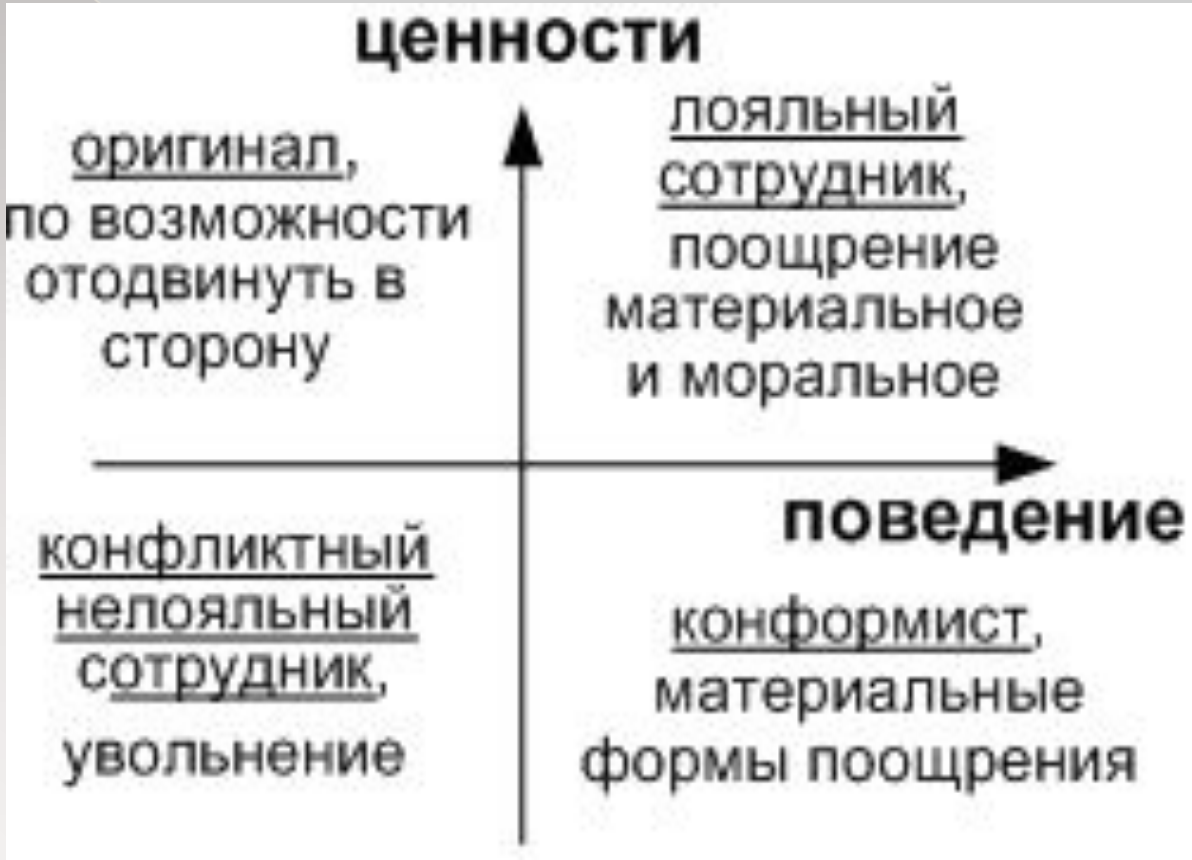 ценности
оригинал,
по возможности
отодвинуть в
сторону
лояльный
сотрудник,
поощрение
материальное
и моральное
поведение
конфликтный
нелояльный
сотрудник,
увольнение
конформист,
материальные
формы поощрения